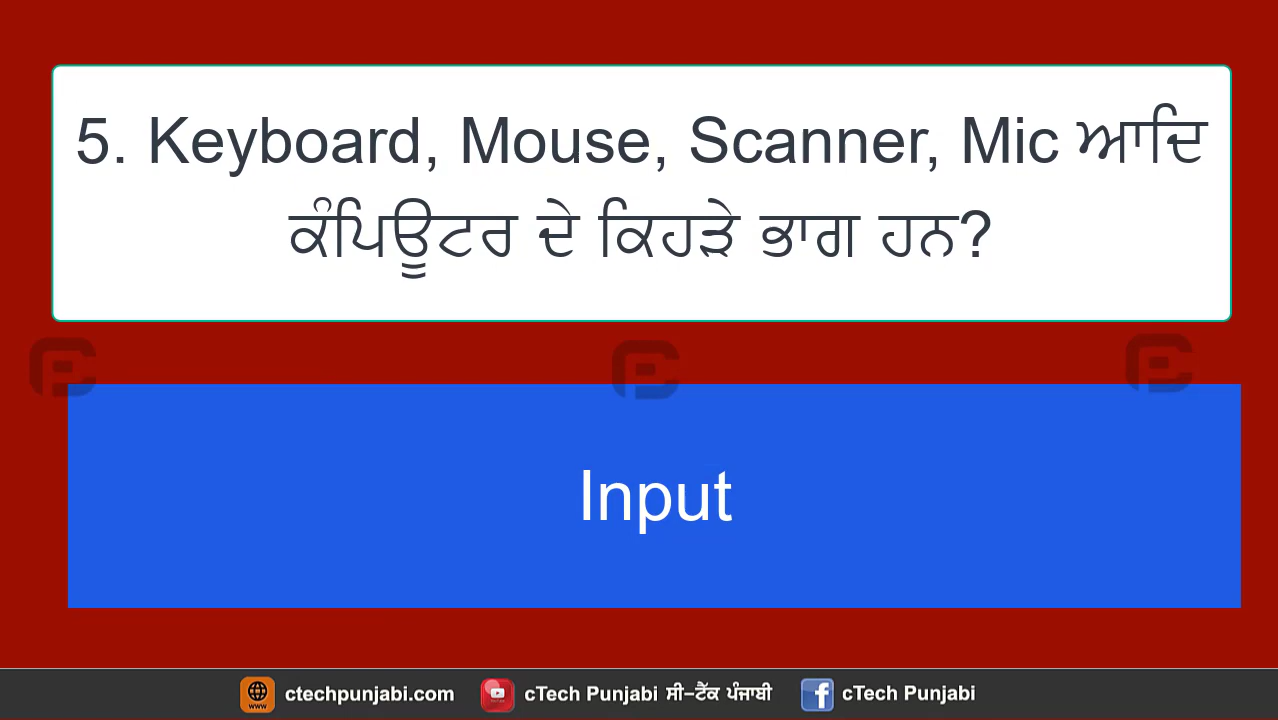 5. Keyboard, Mouse, Scanner, Mic ਆਦਿ
ਕੰਪਿਊਟਰ ਦੇ ਕਿਹੜੇ ਭਾਗ ਹਨ?
Input
ctechpunjabi.com cTech Punjabi ਸੀ-ਟੈੱਕ ਪੰਜਾਬੀ cTech Punjabi